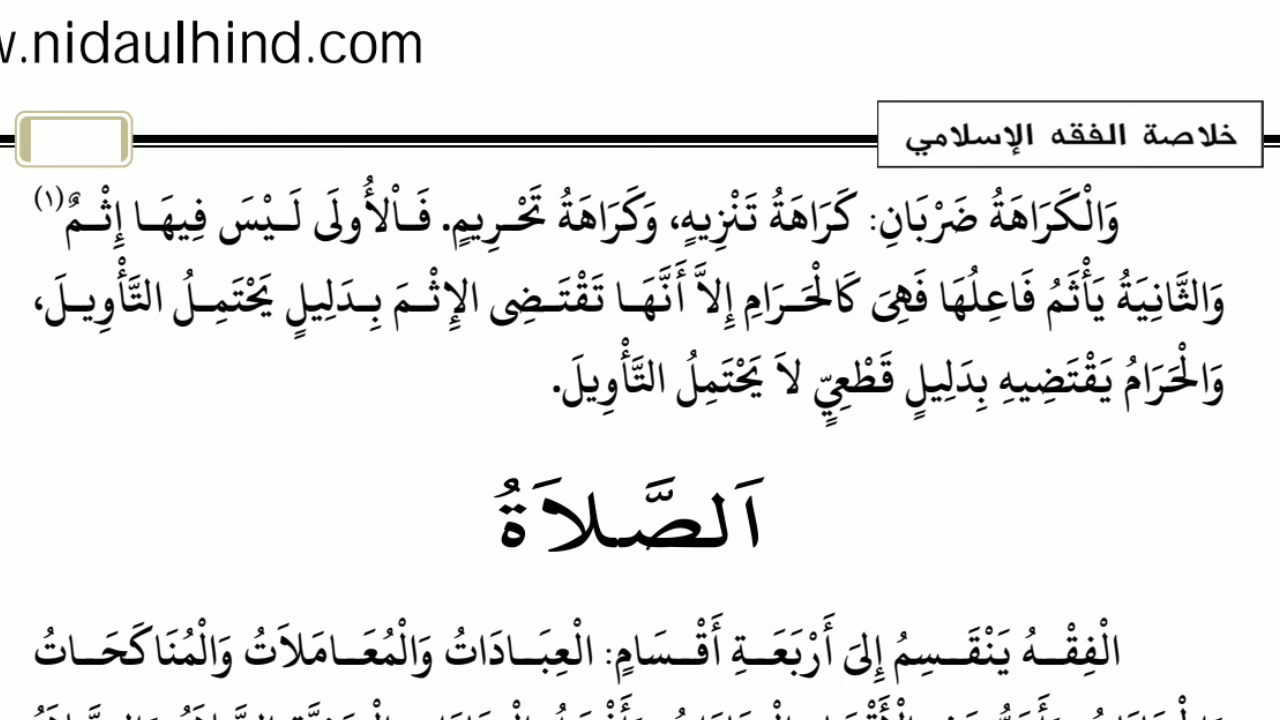 .nidaulhind.com
خلاصة الفقه الإسلامي
وَالْكَرَاهَةُ ضَرْبَانِ: كَرَاهَةُ تَنْزِيهٍ، وَكَرَاهَةُ تَحْرِيمٍ. فَالأُولَى لَيْسَ فِيهَا إِثْمٌ(١)
وَالثَّانِيَةُ يَأْثَمُ فَاعِلُهَا فَهِىَ كَالْحَرَامِ إِلاَّ أَنَّهَا تَقْتَضِى الإِثْمَ بِدَلِيلٍ يَحْتَمِلُ التَّأْوِيلَ،
وَالْحَرَامُ يَقْتَضِيهِ بِدَلِيلٍ قَطْعِيٍّ لاَ يَحْتَمِلُ التَّأْوِيلَ.
اَلصَّلاَةُ
الْفِقْهُ يَنْقَسِمُ إِلَى أَرْبَعَةِ أَقْسَامٍ: الْعِبَادَاتُ وَالْمُعَامَلاَتُ وَالْمُنَاكَحَاتُ